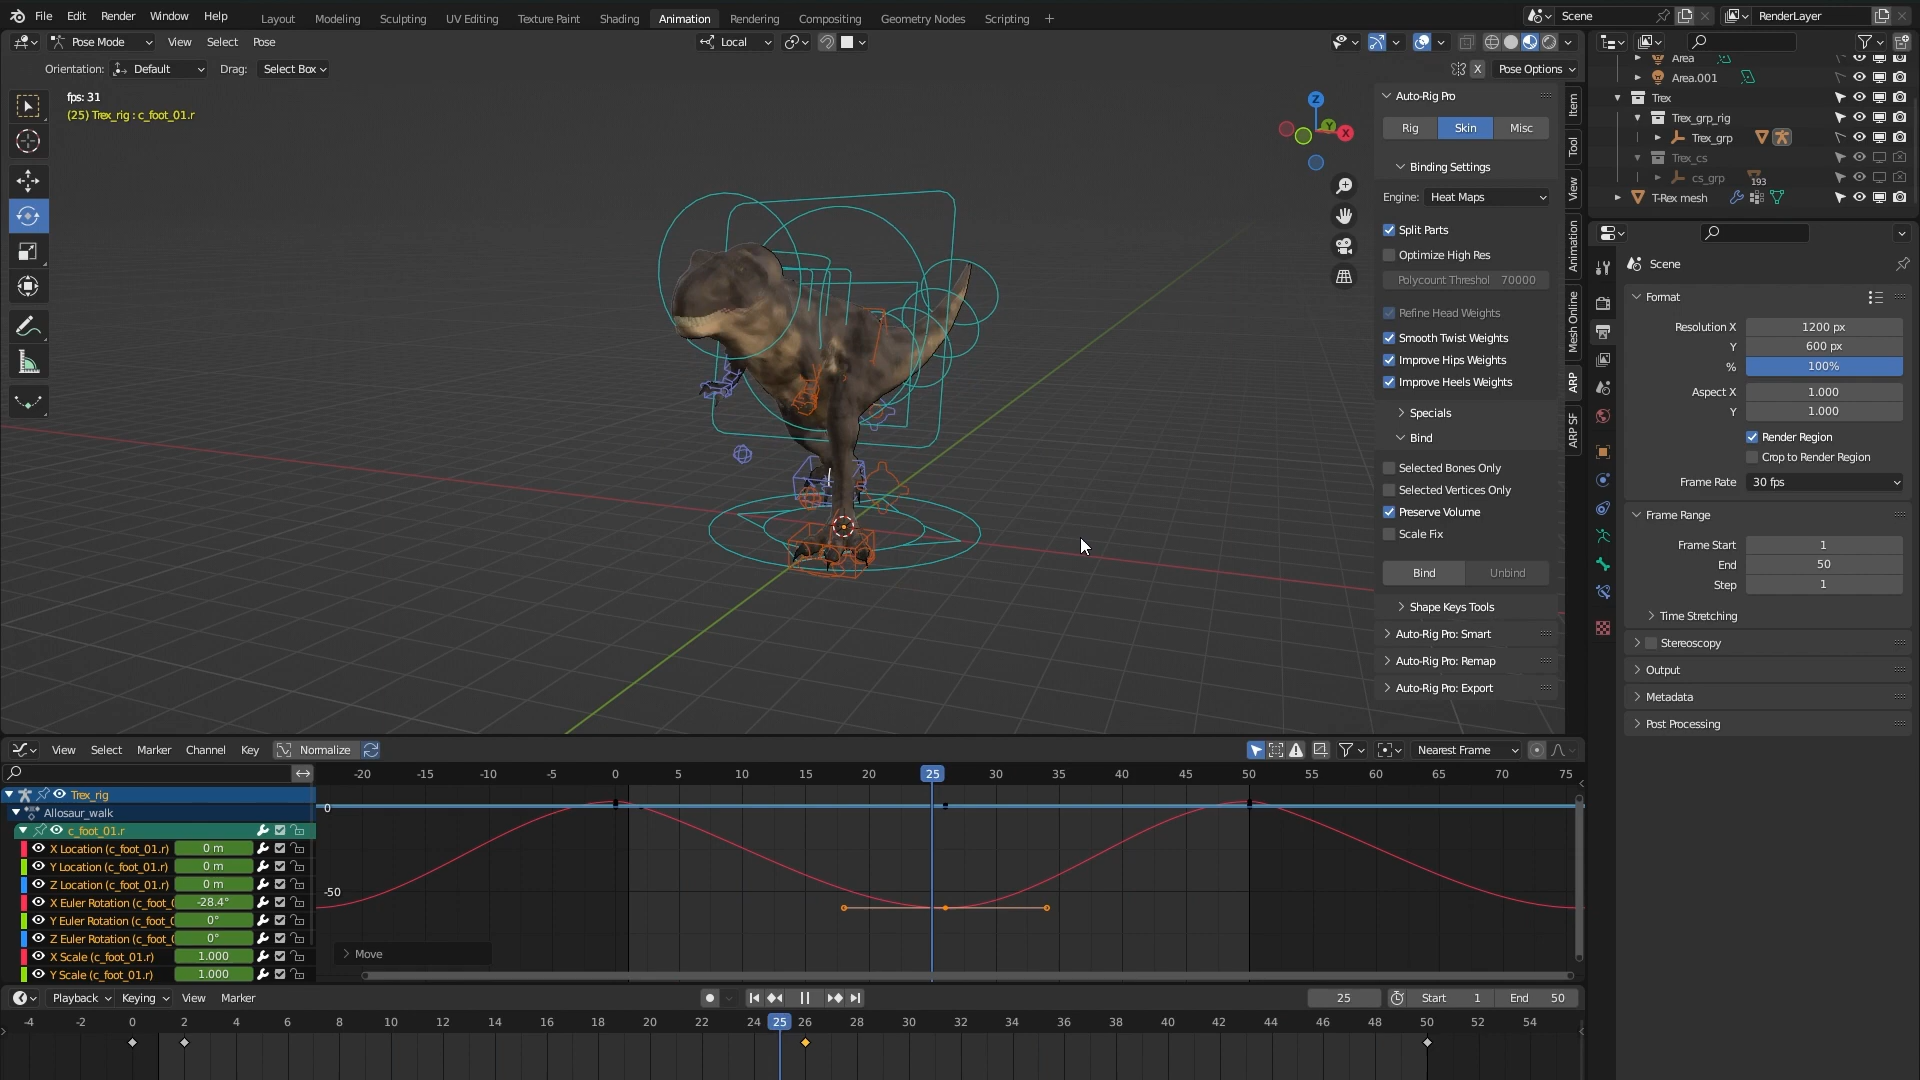 File Edit Render Window Help Layout Modeling Sculpting UV Editing Texture Paint Shading Animation Rendering Compositing Geometry Nodes Scripting + Scene RenderLayer
Pose Mode View Select Pose Local
Orientation: Default Drag: Select Box X Pose Options
fps: 31
(25) Trex_rig : c_foot_01.r
Z
Y
X
Auto-Rig Pro
Rig Skin Misc
Binding Settings
Engine: Heat Maps
Split Parts
Optimize High Res
Polycount Threshol 70000
Refine Head Weights
Smooth Twist Weights
Improve Hips Weights
Improve Heels Weights
Specials
Bind
Selected Bones Only
Selected Vertices Only
Preserve Volume
Scale Fix
Bind Unbind
Shape Keys Tools
Auto-Rig Pro: Smart
Auto-Rig Pro: Remap
Auto-Rig Pro: Export
Item
Tool
View
Animation
Mesh Online
ARP
ARP SF
Area
Area.001
Trex
Trex_grp_rig
Trex_grp
Trex_cs
cs_grp 193
T-Rex mesh
Scene
Format
Resolution X 1200 px
Y 600 px
% 100%
Aspect X 1.000
Y 1.000
Render Region
Crop to Render Region
Frame Rate 30 fps
Frame Range
Frame Start 1
End 50
Step 1
Time Stretching
Stereoscopy
Output
Metadata
Post Processing
View Select Marker Channel Key Normalize Nearest Frame
-20 -15 -10 -5 0 5 10 15 20 25 30 35 40 45 50 55 60 65 70 75
Trex_rig
Allosaur_walk
c_foot_01.r
X Location (c_foot_01.r) 0 m
Y Location (c_foot_01.r) 0 m
Z Location (c_foot_01.r) 0 m
X Euler Rotation (c_foot_0 -28.4°
Y Euler Rotation (c_foot_0 0°
Z Euler Rotation (c_foot_0 0°
X Scale (c_foot_01.r) 1.000
Y Scale (c_foot_01.r) 1.000
0
-50
Move
Playback Keying View Marker 25 Start 1 End 50
-4 -2 0 2 4 6 8 10 12 14 16 18 20 22 24 25 26 28 30 32 34 36 38 40 42 44 46 48 50 52 54